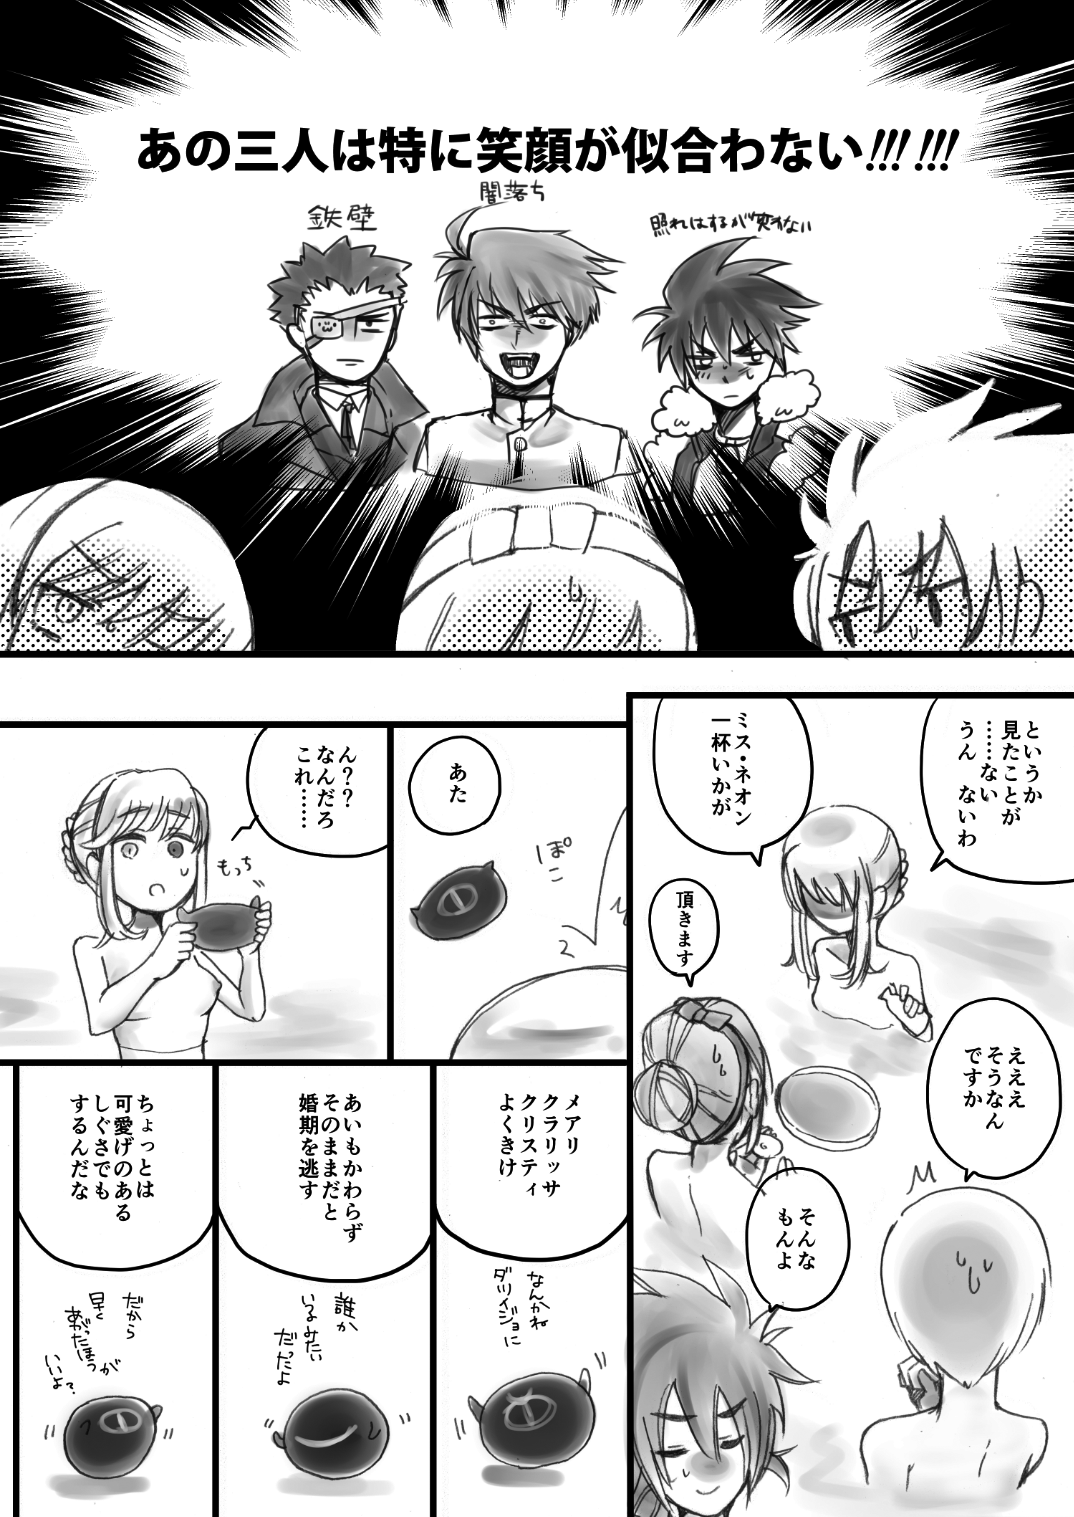 あの三人は特に笑顔が似合わない!!!!!!
照れはするが変わない
闇落ち
鉄壁
というか
見たことが
……ない
うん ないわ
ミス・ネオン
一杯いかが
頂きます
えええ
そうなん
ですか
そんな
もんよ
あた
ぽこ
ん？？
なんだろ
これ……
もっち
メアリ
クラリッサ
クリスティ
よくきけ
なんかね
ダツイジョに
あいもかわらず
そのままだと
婚期を逃す
誰か
いるみたい
だったよ
ちょっとは
可愛げのある
しぐさでも
するんだな
だから
早く
あがったほうが
いいよ？